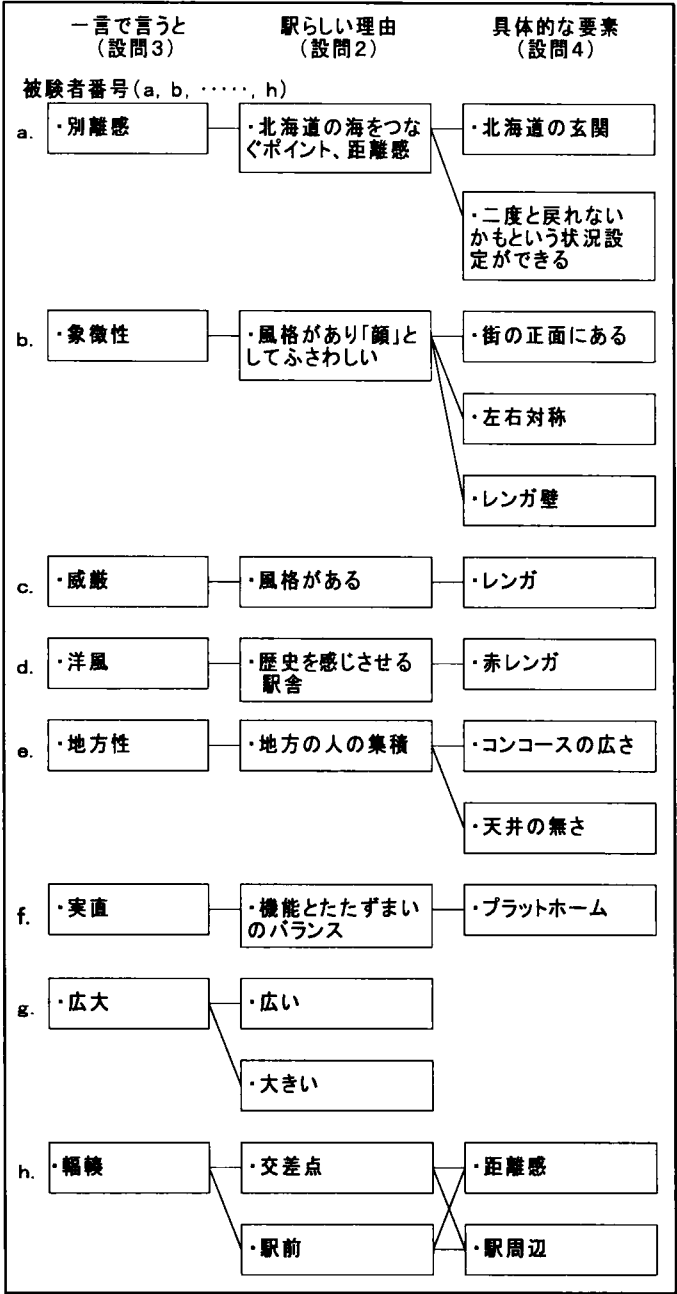 一言で言うと 駅らしい理由 具体的な要素
(設問3) (設問2) (設問4)
被験者番号(a, b, ・・・・・, h)
a. ・別離感 ・北海道の海をつな ・北海道の玄関
ぐポイント、距離感
・二度と戻れない
かもという状況設
定ができる
b. ・象徴性 ・風格があり「顔」と ・街の正面にある
してふさわしい
・左右対称
・レンガ壁
c. ・威厳 ・風格がある ・レンガ
d. ・洋風 ・歴史を感じさせる ・赤レンガ
駅舎
e. ・地方性 ・地方の人の集積 ・コンコースの広さ
・天井の無さ
f. ・実直 ・機能とたたずまい ・プラットホーム
のバランス
g. ・広大 ・広い
・大きい
h. ・輻輳 ・交差点 ・距離感
・駅前 ・駅周辺